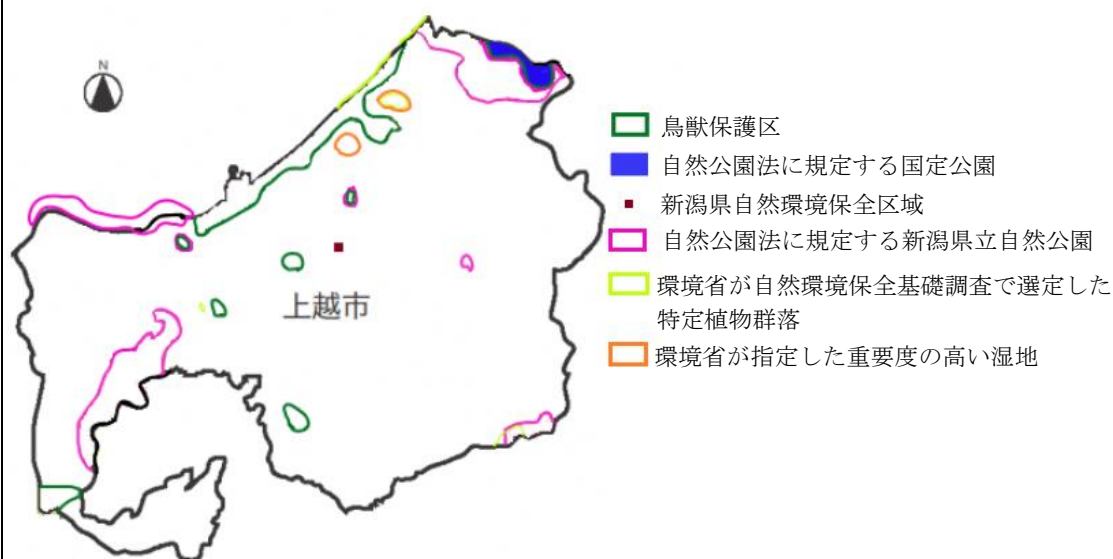 N
鳥獣保護区
自然公園法に規定する国定公園
新潟県自然環境保全区域
自然公園法に規定する新潟県立自然公園
環境省が自然環境保全基礎調査で選定した
特定植物群落
環境省が指定した重要度の高い湿地
上越市